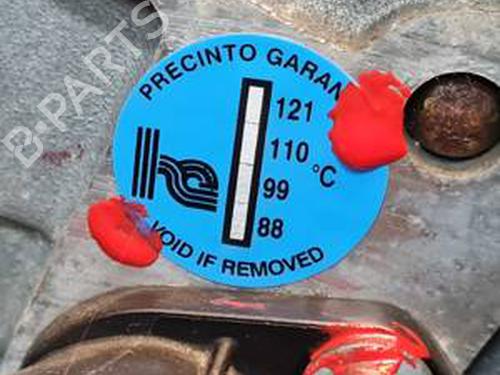 B-PARTS
PRECINTO GARAN
121
110 °C
99
88
VOID IF REMOVED